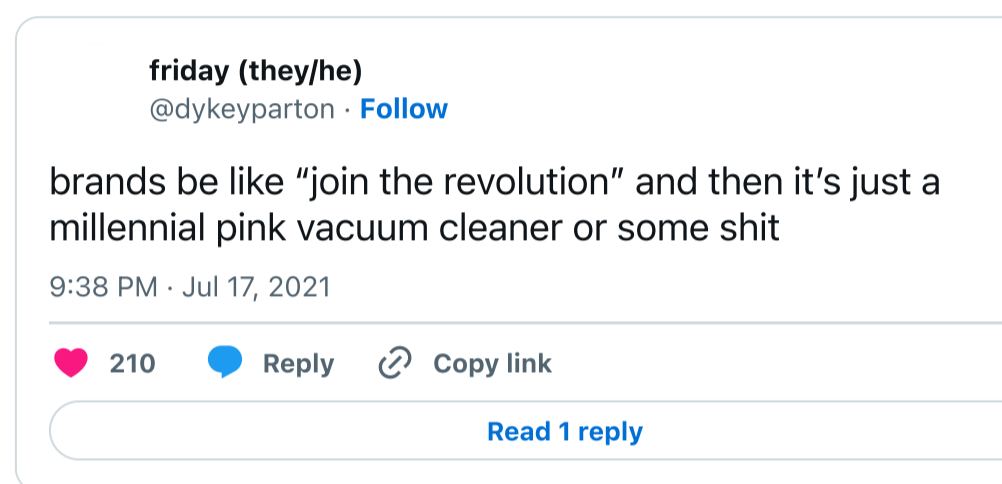 friday (they/he)
@dykeyparton · Follow
brands be like “join the revolution” and then it’s just a
millennial pink vacuum cleaner or some shit
9:38 PM · Jul 17, 2021
210 Reply Copy link
Read 1 reply